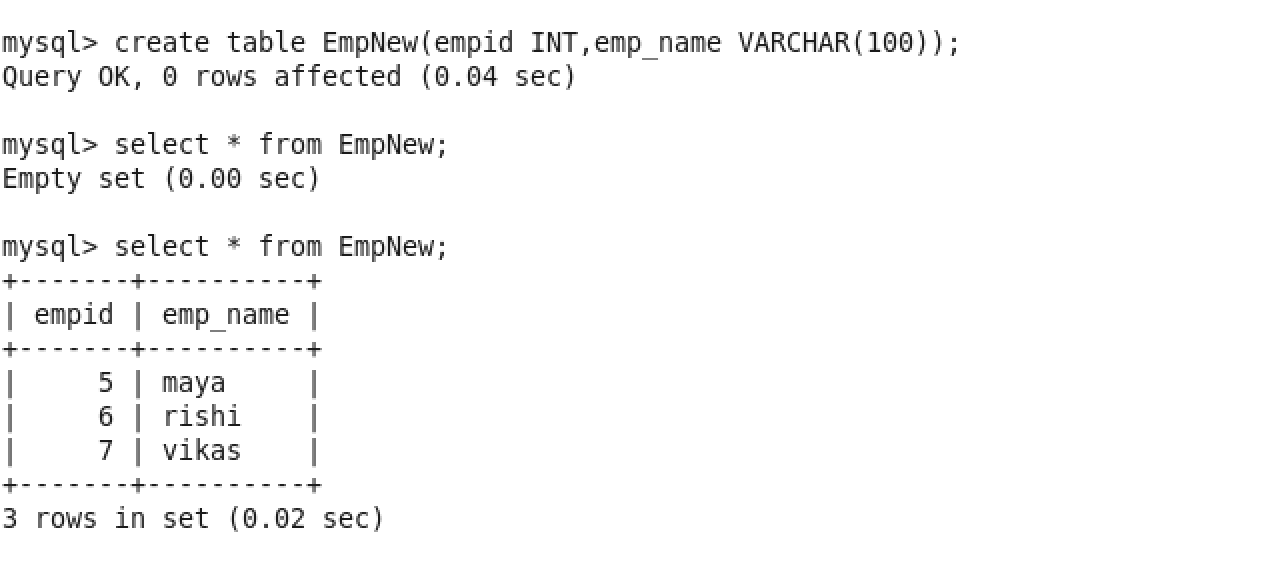 mysql> create table EmpNew(empid INT,emp_name VARCHAR(100));
Query OK, 0 rows affected (0.04 sec)
mysql> select * from EmpNew;
Empty set (0.00 sec)
mysql> select * from EmpNew;
+-------+----------+
| empid | emp_name |
+-------+----------+
|     5 | maya     |
|     6 | rishi    |
|     7 | vikas    |
+-------+----------+
3 rows in set (0.02 sec)